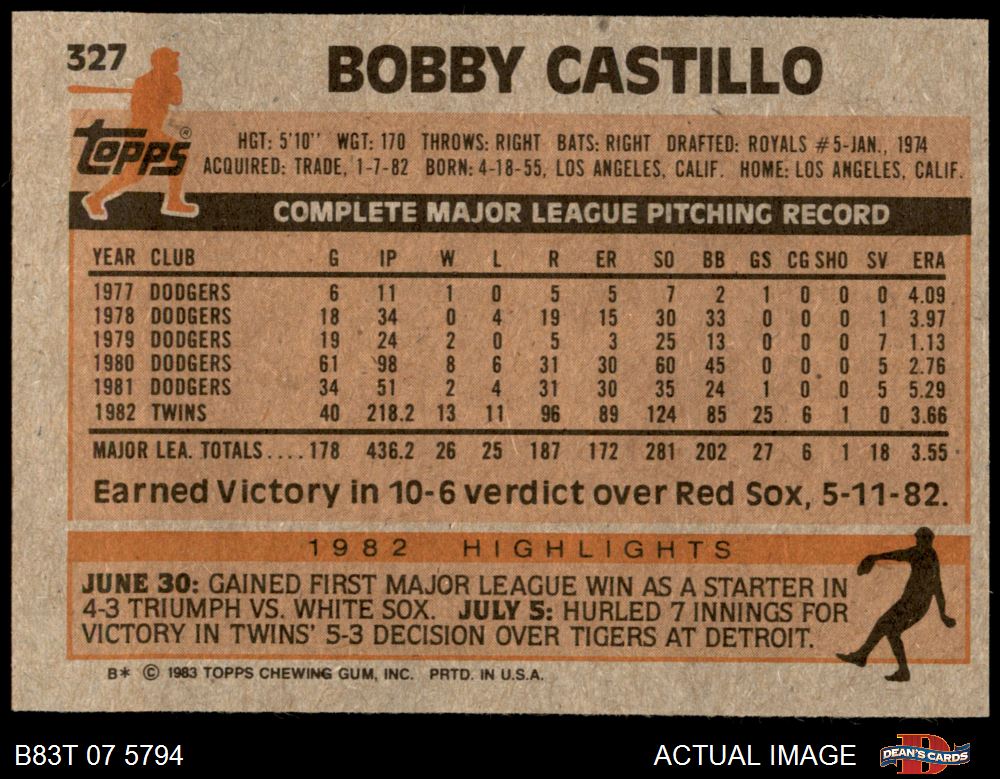 327
BOBBY CASTILLO
topps®
HGT: 5'10'' WGT: 170 THROWS: RIGHT BATS: RIGHT DRAFTED: ROYALS #5-JAN., 1974
ACQUIRED: TRADE, 1-7-82 BORN: 4-18-55, LOS ANGELES, CALIF. HOME: LOS ANGELES, CALIF.
COMPLETE MAJOR LEAGUE PITCHING RECORD
YEAR CLUB G IP W L R ER SO BB GS CG SHO SV ERA
1977 DODGERS 6 11 1 0 5 5 7 2 1 0 0 0 4.09
1978 DODGERS 18 34 0 4 19 15 30 33 0 0 0 1 3.97
1979 DODGERS 19 24 2 0 5 3 25 13 0 0 0 7 1.13
1980 DODGERS 61 98 8 6 31 30 60 45 0 0 0 5 2.76
1981 DODGERS 34 51 2 4 31 30 35 24 1 0 0 5 5.29
1982 TWINS 40 218.2 13 11 96 89 124 85 25 6 1 0 3.66
MAJOR LEA. TOTALS....178 436.2 26 25 187 172 281 202 27 6 1 18 3.55
Earned Victory in 10-6 verdict over Red Sox, 5-11-82.
1982 HIGHLIGHTS
JUNE 30: GAINED FIRST MAJOR LEAGUE WIN AS A STARTER IN
4-3 TRIUMPH VS. WHITE SOX. JULY 5: HURLED 7 INNINGS FOR
VICTORY IN TWINS' 5-3 DECISION OVER TIGERS AT DETROIT.
B* © 1983 TOPPS CHEWING GUM, INC. PRTD. IN U.S.A.
B83T 07 5794
ACTUAL IMAGE
DEAN'S CARDS